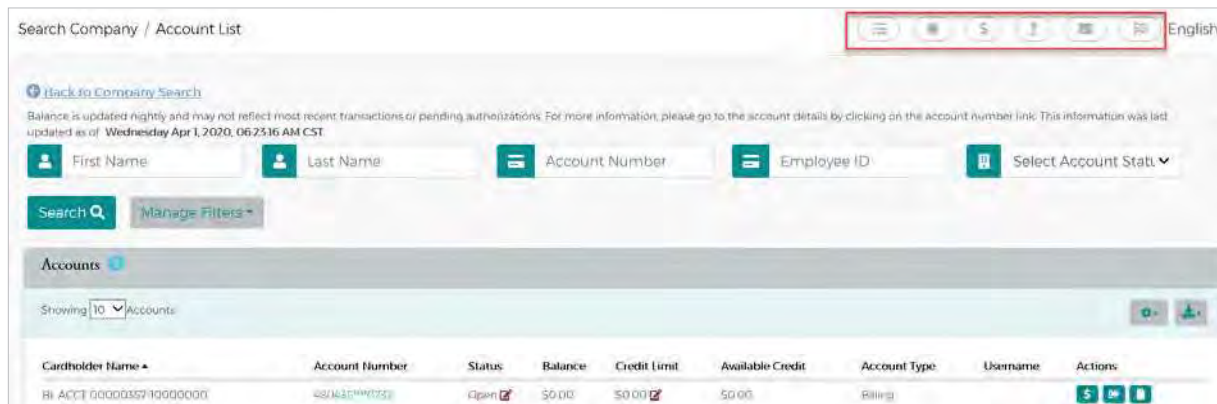 Search Company / Account List
English
Back to Company Search
Balance is updated nightly and may not reflect most recent transactions or pending authorizations. For more information, please go to the account details by clicking on the account number link. This information was last
updated as of Wednesday Apr 1, 2020, 06:23:16 AM CST
First Name Last Name Account Number Employee ID Select Account Statu
Search Manage Filters
Accounts
Showing 10 Accounts
Cardholder Name Account Number Status Balance Credit Limit Available Credit Account Type Username Actions
ACCT 00000357 10000000 Open $0.00 $0.00 $0.00 Billing